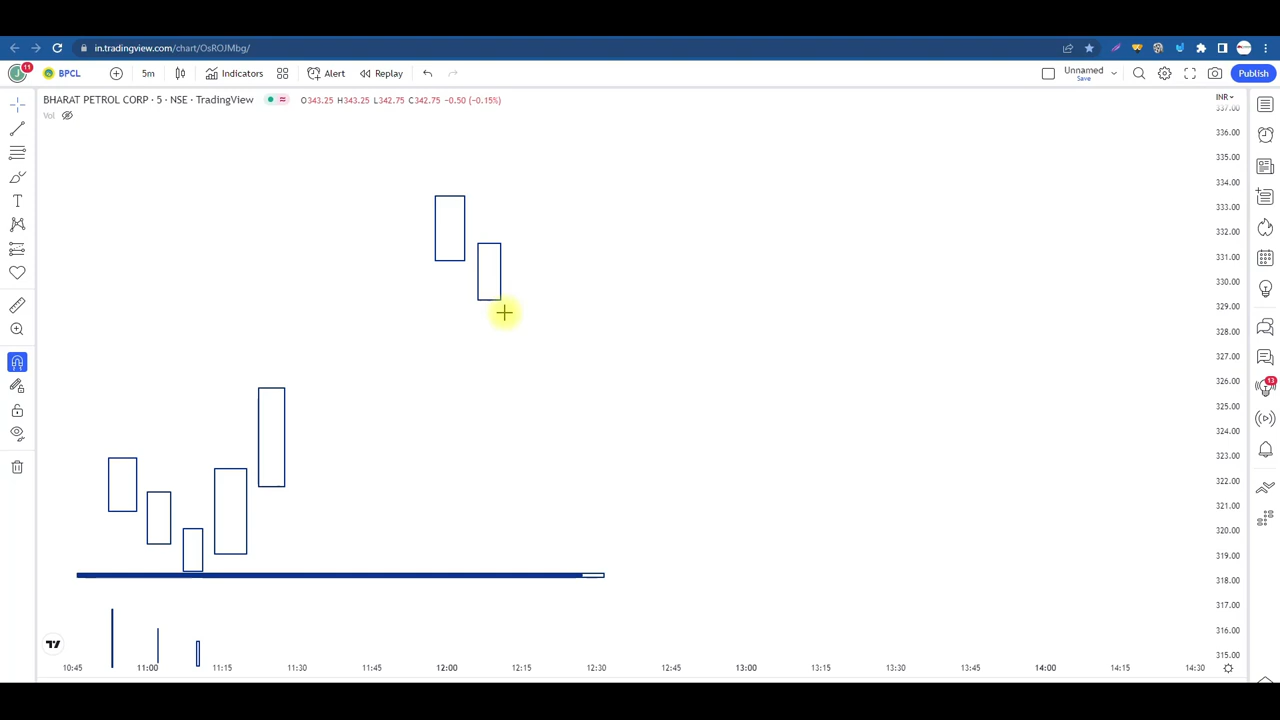 in.tradingview.com/chart/OsROJMbg/
11
BPCL
5m
Indicators
Alert
Replay
Unnamed
Save
Publish
BHARAT PETROL CORP · 5 · NSE · TradingView
O343.25 H343.25 L342.75 C342.75 −0.50 (−0.15%)
INR
Vol
337.00
336.00
335.00
334.00
333.00
332.00
331.00
330.00
329.00
328.00
327.00
326.00
325.00
324.00
323.00
322.00
321.00
320.00
319.00
318.00
317.00
316.00
315.00
13
10:45 11:00 11:15 11:30 11:45 12:00 12:15 12:30 12:45 13:00 13:15 13:30 13:45 14:00 14:15 14:30